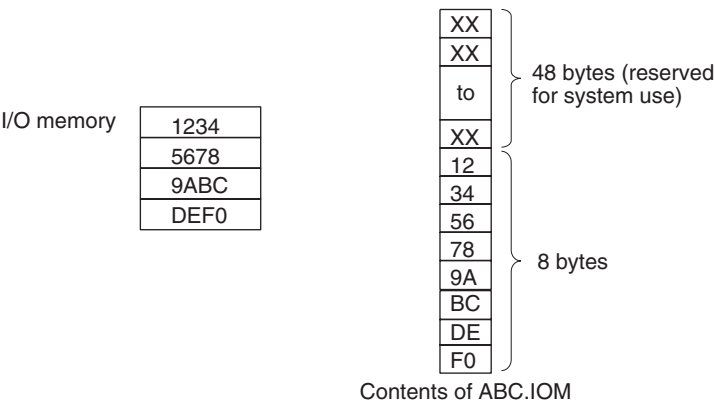 I/O memory
1234
5678
9ABC
DEF0
XX
XX
to
XX
12
34
56
78
9A
BC
DE
F0
48 bytes (reserved
for system use)
8 bytes
Contents of ABC.IOM